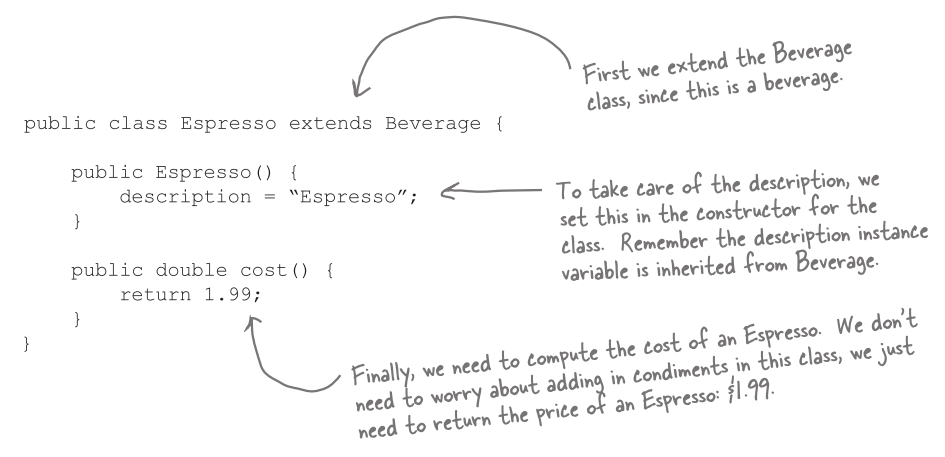 First we extend the Beverage
class, since this is a beverage.
public class Espresso extends Beverage {
public Espresso() {
description = “Espresso”;
}
To take care of the description, we
set this in the constructor for the
class. Remember the description instance
variable is inherited from Beverage.
public double cost() {
return 1.99;
}
}
Finally, we need to compute the cost of an Espresso. We don't
need to worry about adding in condiments in this class, we just
need to return the price of an Espresso: $1.99.